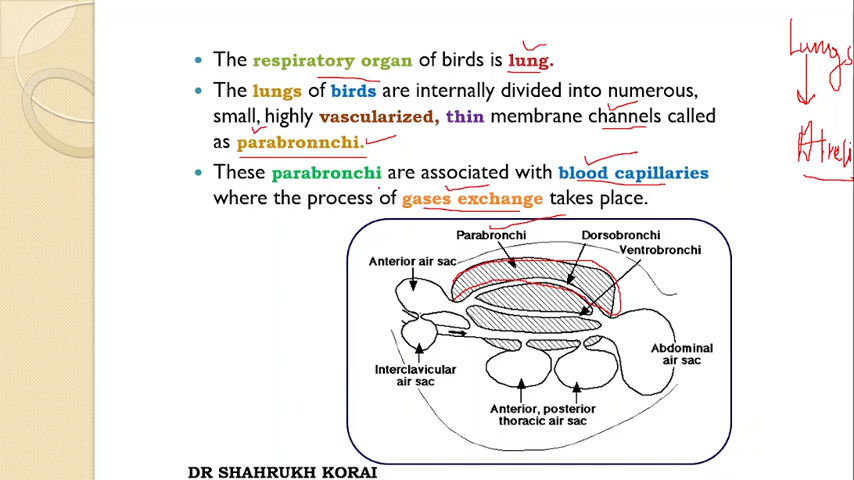 • The respiratory organ of birds is lung.
• The lungs of birds are internally divided into numerous,
small, highly vascularized, thin membrane channels called
as parabronnchi.
• These parabronchi are associated with blood capillaries
where the process of gases exchange takes place.
Lungs
Parabronchi
Dorsobronchi
Ventrobronchi
Anterior air sac
Interclavicular
air sac
Abdominal
air sac
Anterior, posterior
thoracic air sac
DR SHAHRUKH KORAI